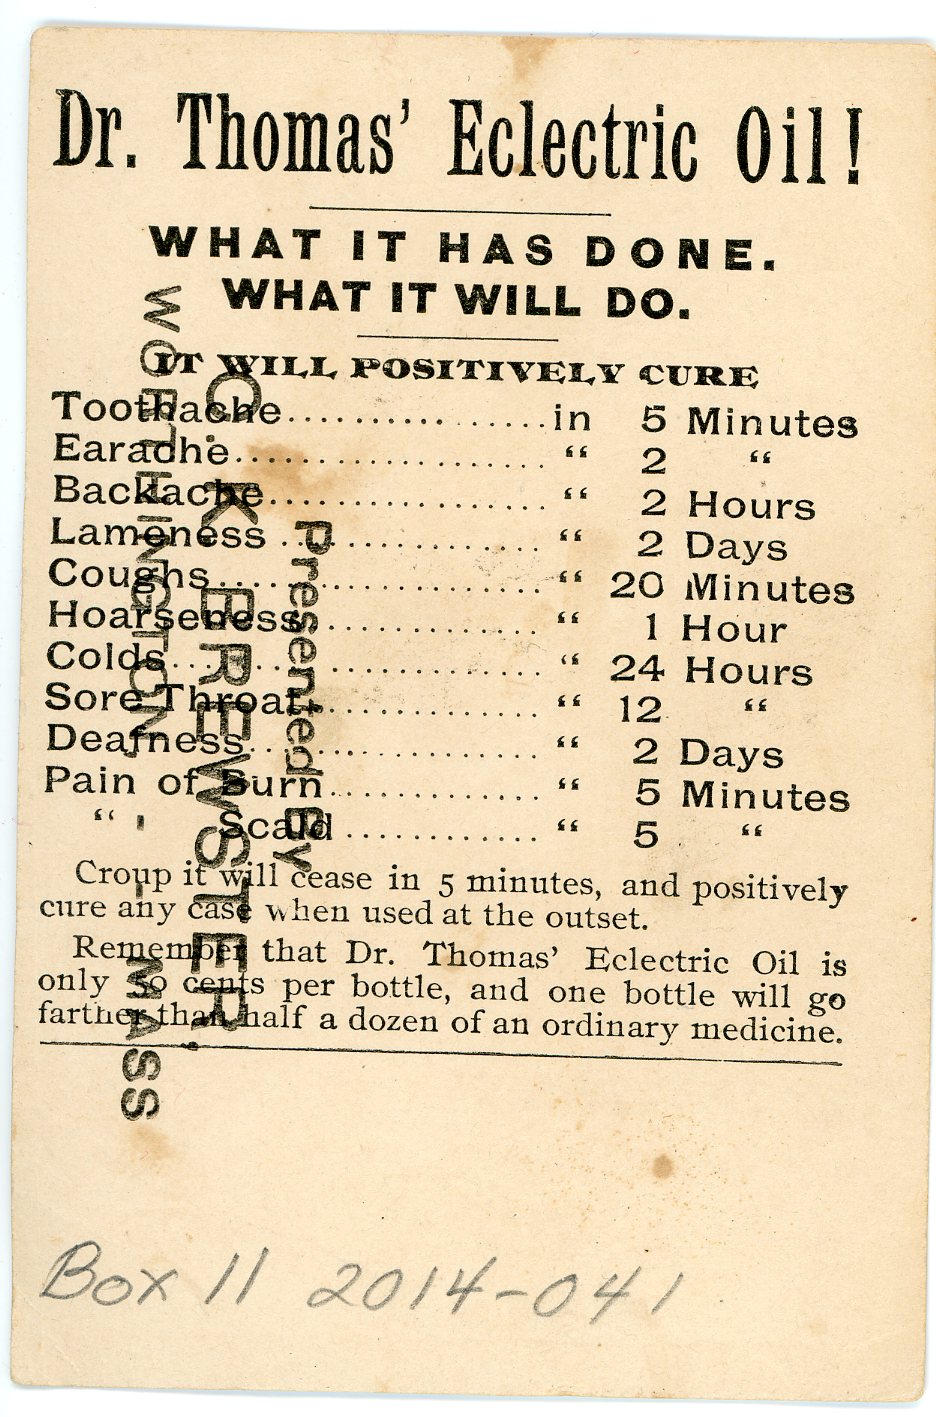 Dr. Thomas' Eclectric Oil!
WHAT IT HAS DONE.
WHAT IT WILL DO.
IT WILL POSITIVELY CURE
Toothache.......... .......in 5 Minutes
Earache...................... “ 2 “
Backache.................... “ 2 Hours
Lameness .................... “ 2 Days
Coughs........................ “ 20 Minutes
Hoarseness.................. “ 1 Hour
Colds........................... “ 24 Hours
Sore Throat.................. “ 12 “
Deafness...................... “ 2 Days
Pain of Burn................ “ 5 Minutes
“ Scald ............ “ 5 “
Croup it will cease in 5 minutes, and positively
cure any case when used at the outset.
Remember that Dr. Thomas' Eclectric Oil is
only 50 cents per bottle, and one bottle will go
farther than half a dozen of an ordinary medicine.
Presented By
C. K. BREWSTER,
WORTHINGTON, - MASS
Box 11 2014-041